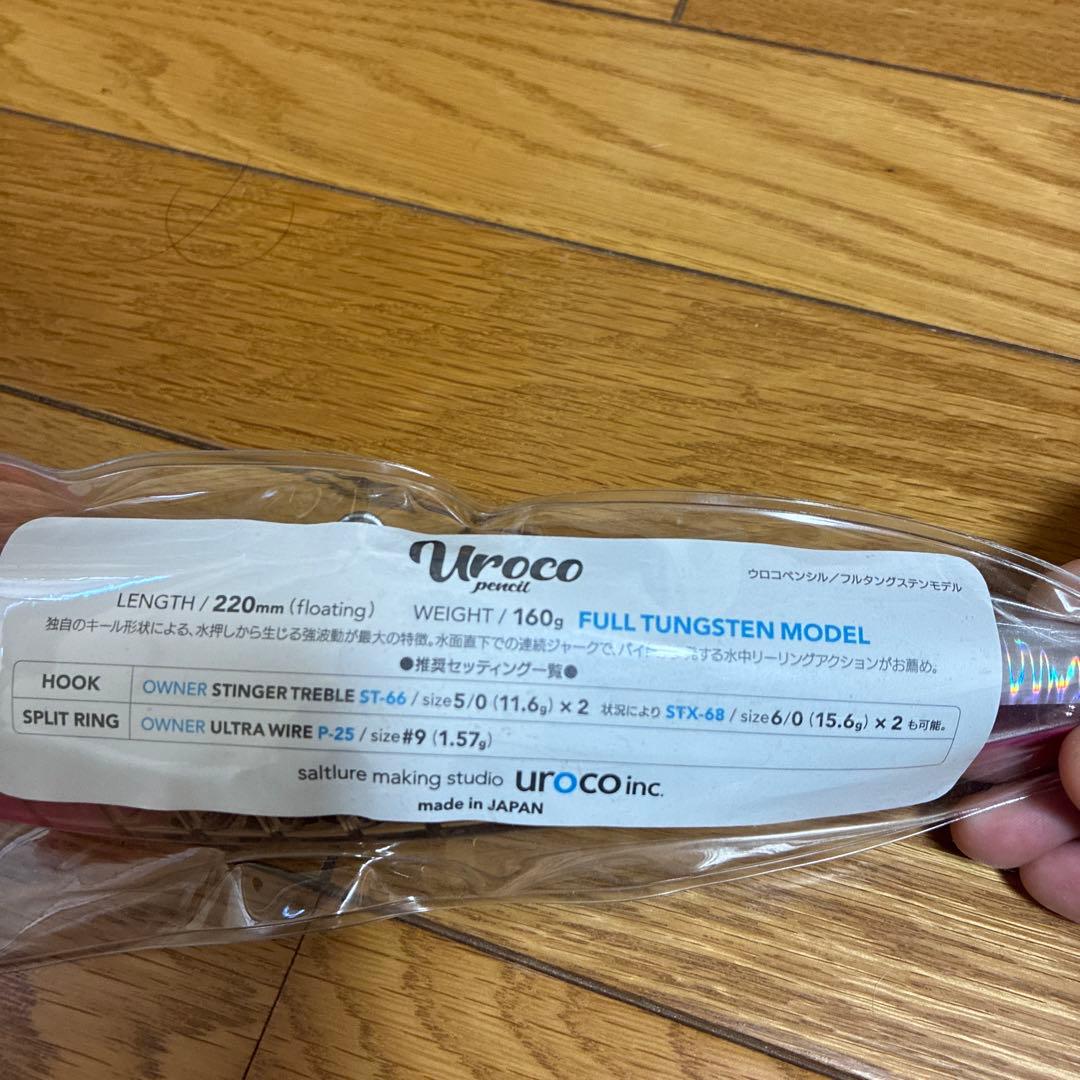 Uroco
pencil
ウロコペンシル／フルタングステンモデル
LENGTH / 220mm (floating) WEIGHT / 160g FULL TUNGSTEN MODEL
独自のキール形状による、水押しから生じる強波動が最大の特徴。水面直下での連続ジャークで、バイト する水中リーリングアクションがお薦め。
●推奨セッティング一覧●
HOOK OWNER STINGER TREBLE ST-66 / size 5/0 (11.6g) × 2 状況により STX-68 / size 6/0 (15.6g) × 2 も可能。
SPLIT RING OWNER ULTRA WIRE P-25 / size #9 (1.57g)
saltlure making studio uroco inc.
made in JAPAN